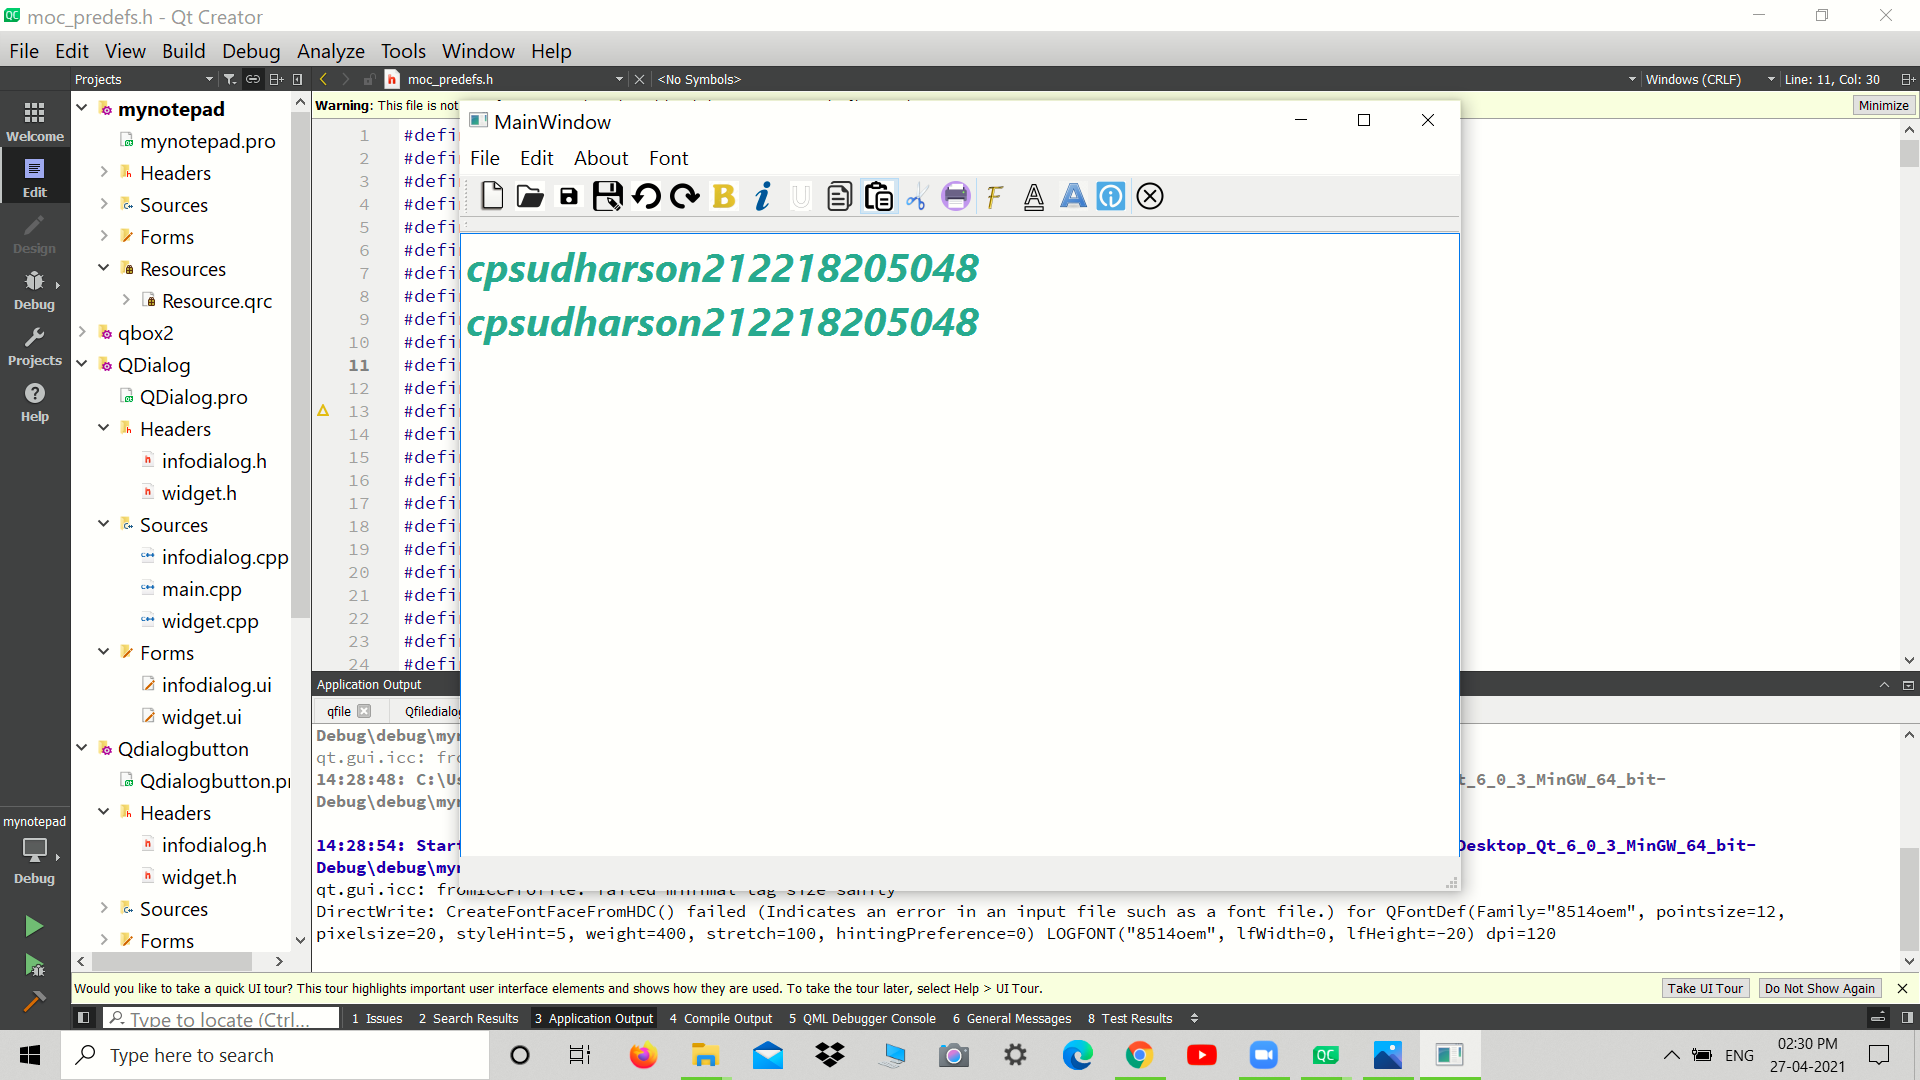 moc_predefs.h - Qt Creator
File Edit View Build Debug Analyze Tools Window Help
Projects
moc_predefs.h
<No Symbols>
Windows (CRLF)
Line: 11, Col: 30
Warning: This file is not
Minimize
Welcome
Edit
Design
Debug
Projects
Help
mynotepad
Debug
mynotepad
mynotepad.pro
Headers
Sources
Forms
Resources
Resource.qrc
qbox2
QDialog
QDialog.pro
Headers
infodialog.h
widget.h
Sources
infodialog.cpp
main.cpp
widget.cpp
Forms
infodialog.ui
widget.ui
Qdialogbutton
Qdialogbutton.pr
Headers
infodialog.h
widget.h
Sources
Forms
1 #defi
2 #defi
3 #defi
4 #defi
5 #defi
6 #defi
7 #defi
8 #defi
9 #defi
10 #defi
11 #defi
12 #defi
13 #defi
14 #defi
15 #defi
16 #defi
17 #defi
18 #defi
19 #defi
20 #defi
21 #defi
22 #defi
23 #defi
24 #defi
MainWindow
File Edit About Font
cpsudharson212218205048
cpsudharson212218205048
Application Output
qfile
Qfiledialo
Debug\debug\my
qt.gui.icc: fro
14:28:48: C:\Us
t_6_0_3_MinGW_64_bit-
Debug\debug\my
14:28:54: Star
Desktop_Qt_6_0_3_MinGW_64_bit-
Debug\debug\my
qt.gui.icc: fromIccProfile: failed minimal tag size sanity
DirectWrite: CreateFontFaceFromHDC() failed (Indicates an error in an input file such as a font file.) for QFontDef(Family="8514oem", pointsize=12,
pixelsize=20, styleHint=5, weight=400, stretch=100, hintingPreference=0) LOGFONT("8514oem", lfWidth=0, lfHeight=-20) dpi=120
Would you like to take a quick UI tour? This tour highlights important user interface elements and shows how they are used. To take the tour later, select Help > UI Tour.
Take UI Tour
Do Not Show Again
Type to locate (Ctrl...
1 Issues
2 Search Results
3 Application Output
4 Compile Output
5 QML Debugger Console
6 General Messages
8 Test Results
Type here to search
ENG
02:30 PM
27-04-2021